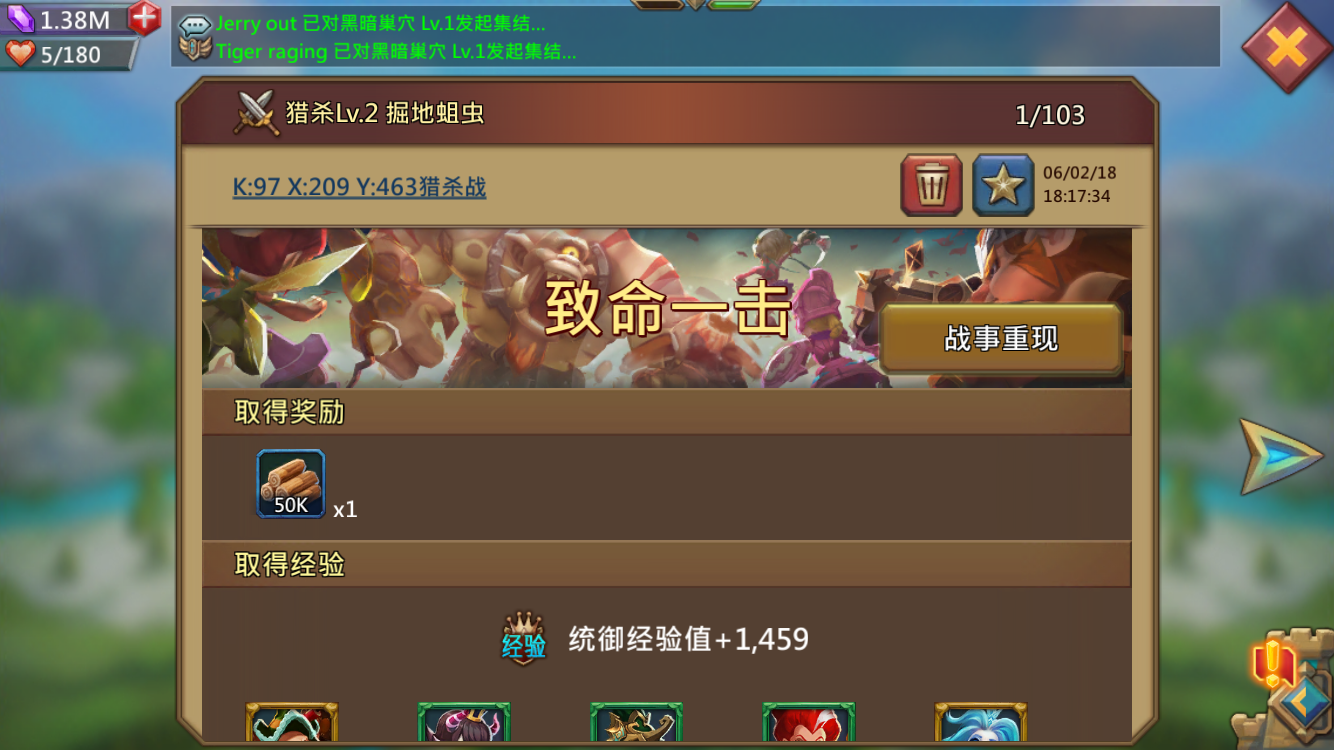 1.38M
5/180
Jerry out 已对黑暗巢穴 Lv.1发起集结...
Tiger raging 已对黑暗巢穴 Lv.1发起集结...
猎杀Lv.2 掘地蛆虫
1/103
K:97 X:209 Y:463猎杀战
06/02/18
18:17:34
致命一击
战事重现
取得奖励
50K
x1
取得经验
经验
统御经验值+1,459